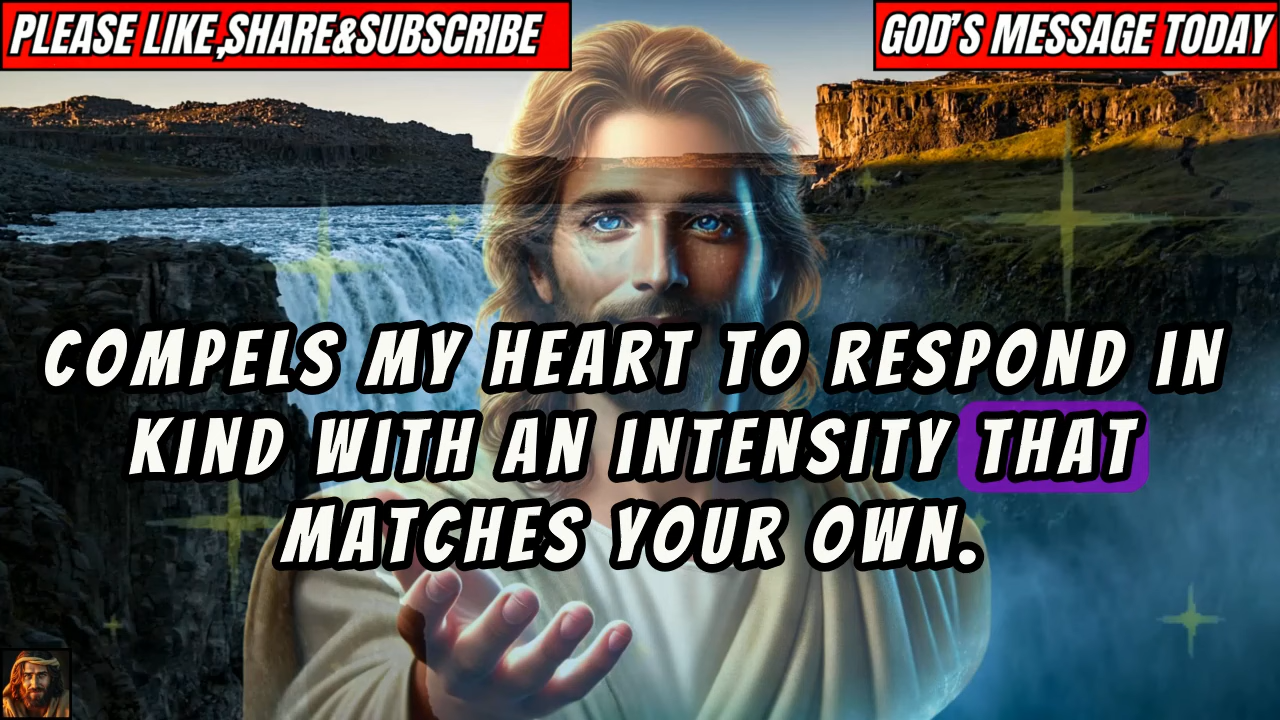 PLEASE LIKE,SHARE&SUBSCRIBE
GOD'S MESSAGE TODAY
COMPELS MY HEART TO RESPOND IN
KIND WITH AN INTENSITY THAT
MATCHES YOUR OWN.